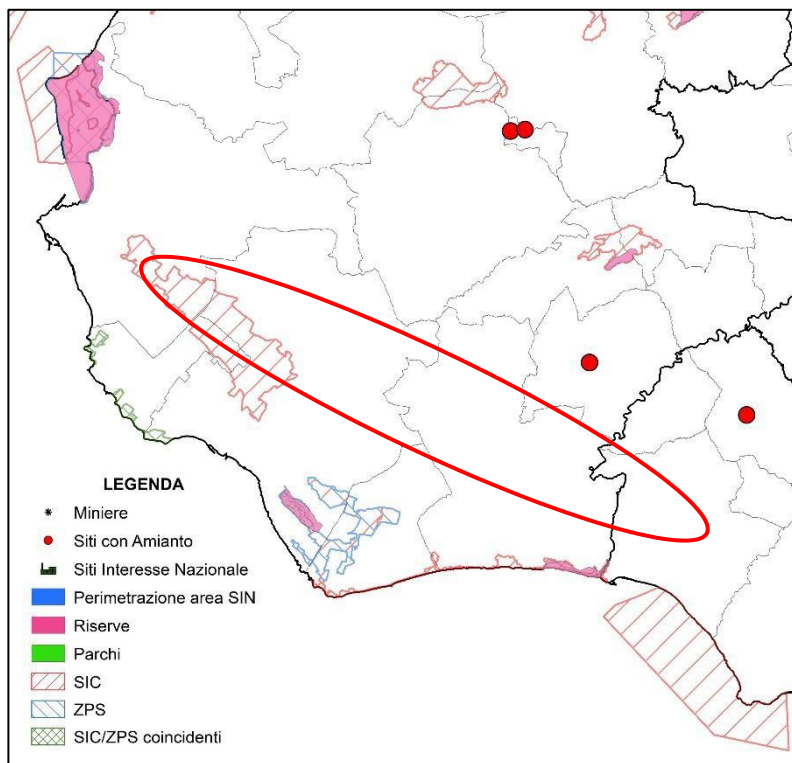 LEGENDA
Miniere
Siti con Amianto
Siti Interesse Nazionale
Perimetrazione area SIN
Riserve
Parchi
SIC
ZPS
SIC/ZPS coincidenti